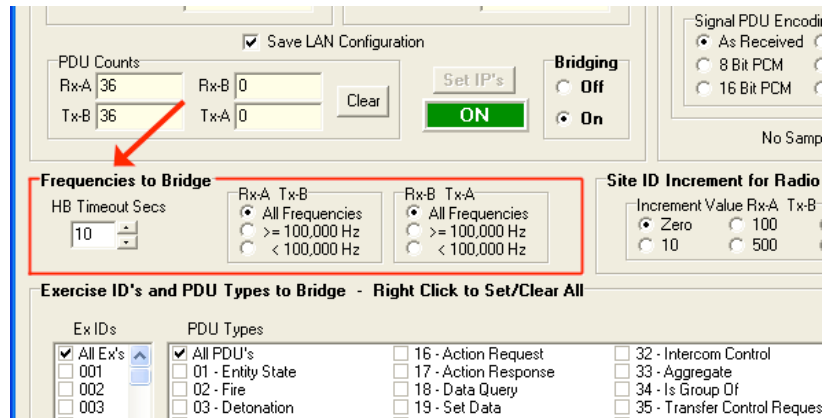 Save LAN Configuration
PDU Counts
Rx-A 36 Rx-B 0
Tx-B 36 Tx-A 0
Clear
Set IP's
ON
Bridging
Off
On
Signal PDU
As Received
8 Bit PCM
16 Bit PCM
No
Frequencies to Bridge
HB Timeout Secs
10
Rx-A Tx-B
All Frequencies
>= 100,000 Hz
< 100,000 Hz
Rx-B Tx-A
All Frequencies
>= 100,000 Hz
< 100,000 Hz
Site ID Increment for Radio
Increment Value Rx-A Tx-B
Zero 100
10 500
Exercise ID's and PDU Types to Bridge - Right Click to Set/Clear All
Ex IDs
All Ex's
001
002
003
PDU Types
All PDU's
01 - Entity State
02 - Fire
03 - Detonation
16 - Action Request
17 - Action Response
18 - Data Query
19 - Set Data
32 - Intercom Control
33 - Aggregate
34 - Is Group Of
35 - Transfer Control